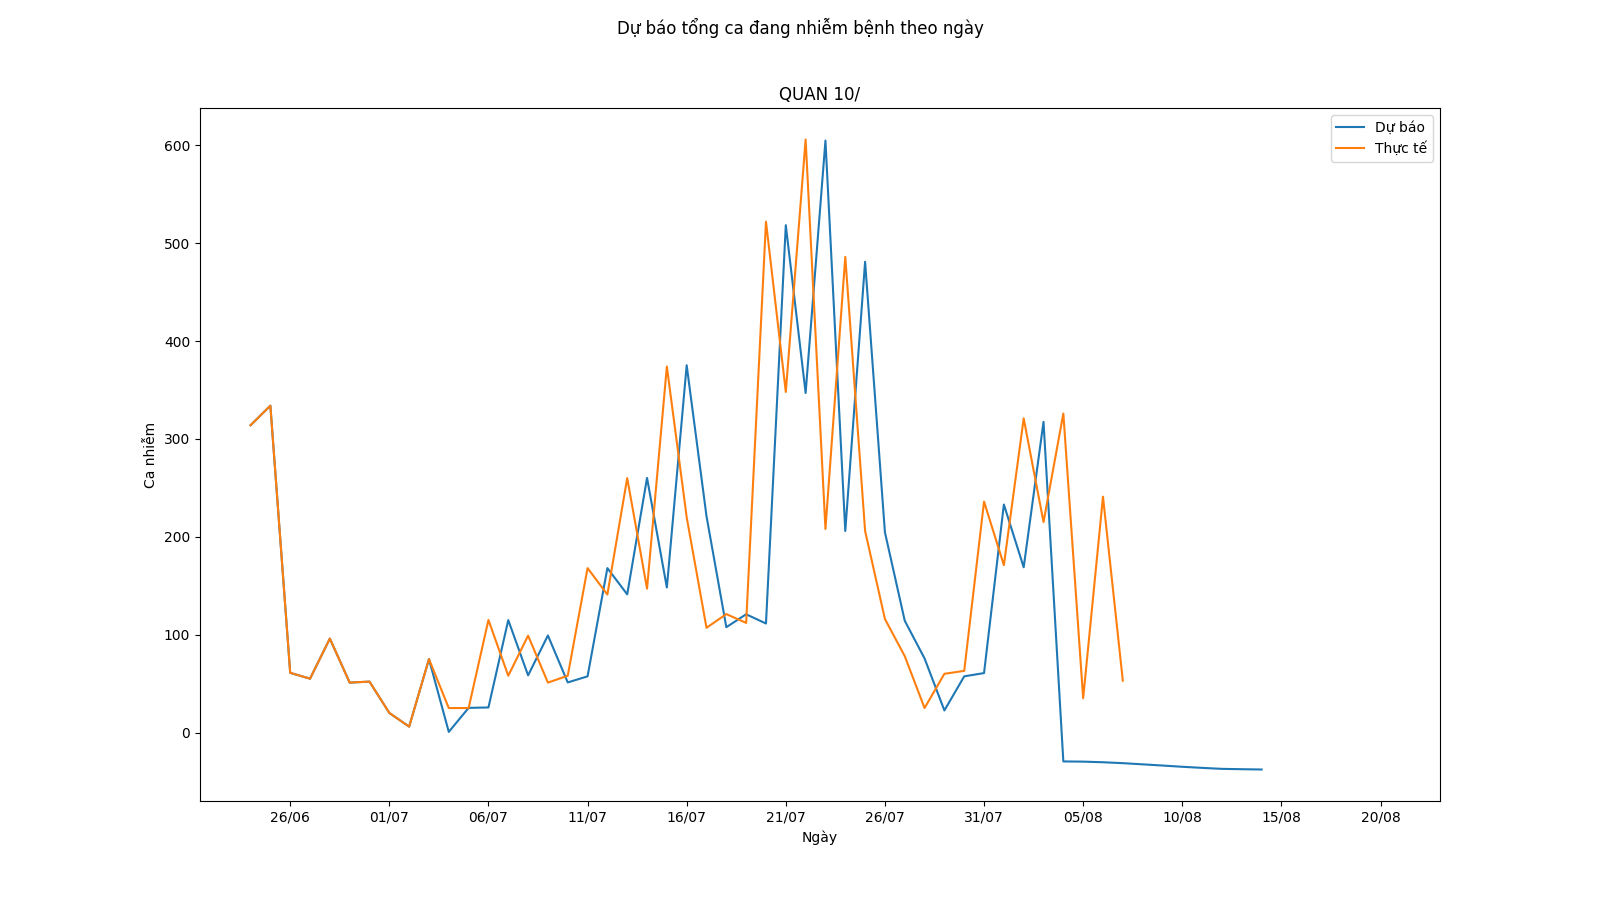 Dự báo tổng ca đang nhiễm bệnh theo ngày
QUAN 10/
Dự báo
Thực tế
600
500
400
300
200
100
0
Ca nhiễm
26/06 01/07 06/07 11/07 16/07 21/07 26/07 31/07 05/08 10/08 15/08 20/08
Ngày